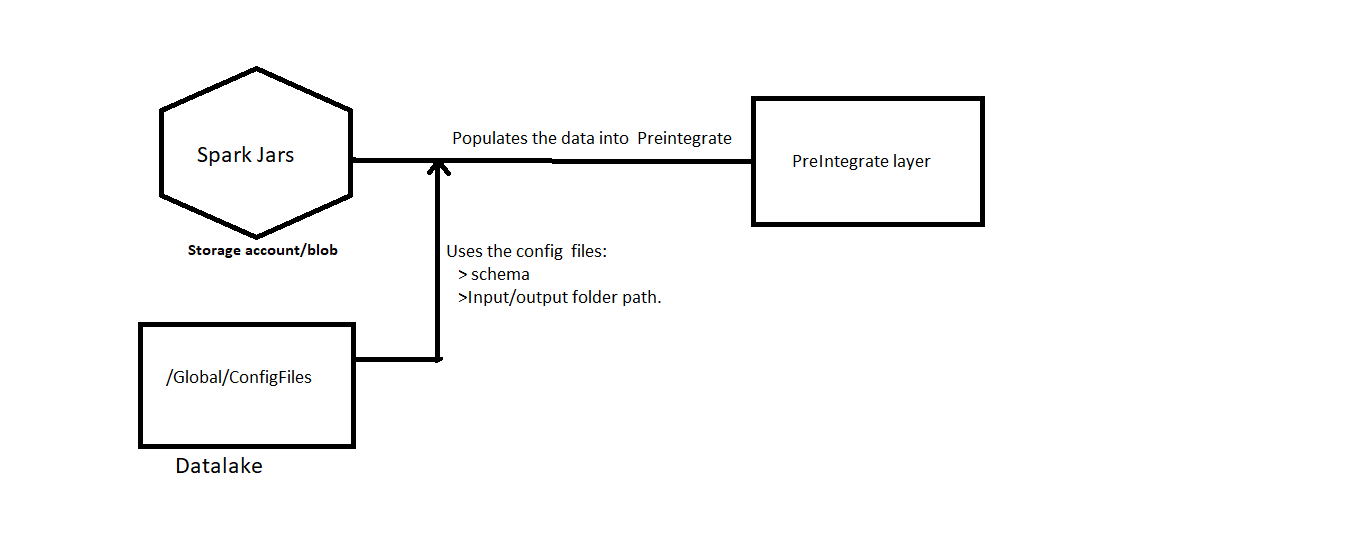 Populates the data into  Preintegrate
Spark Jars
PreIntegrate layer
Storage account/blob
Uses the config  files:
> schema
>Input/output folder path.
/Global/ConfigFiles
Datalake